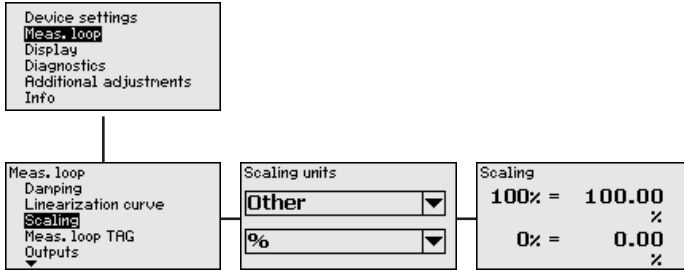 Device settings
Meas. loop
Display
Diagnostics
Additional adjustments
Info
Meas. loop
Damping
Linearization curve
Scaling
Meas. loop TAG
Outputs
Scaling units
Other
%
Scaling
100% = 100.00
%
0% = 0.00
%